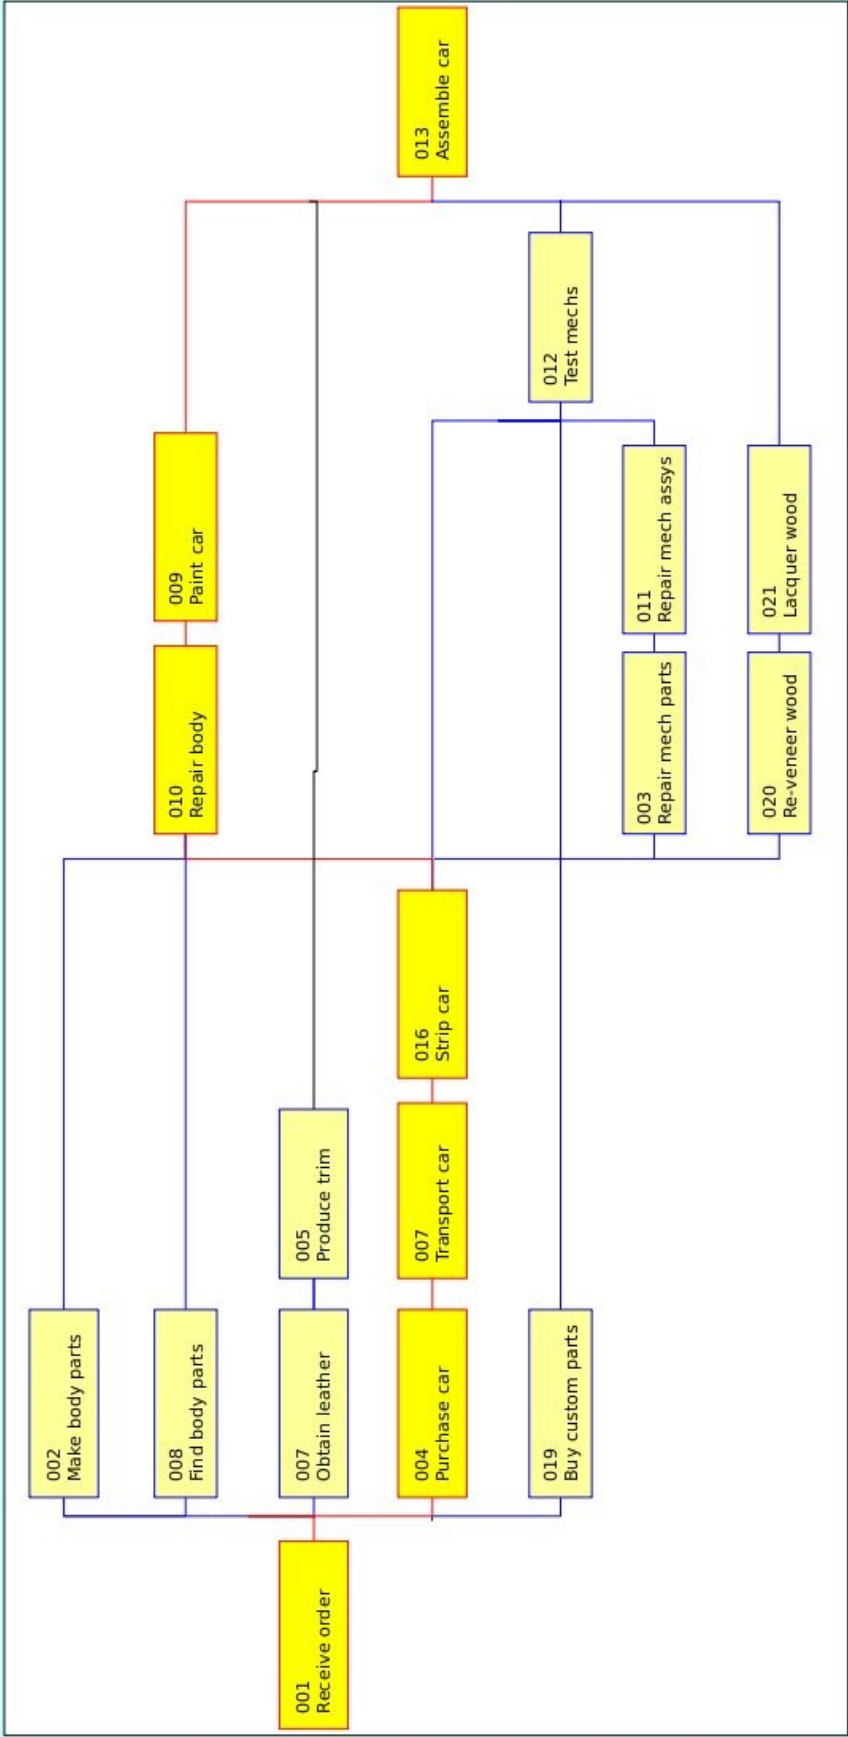 001
Receive order
002
Make body parts
008
Find body parts
007
Obtain leather
004
Purchase car
019
Buy custom parts
005
Produce trim
007
Transport car
016
Strip car
010
Repair body
003
Repair mech parts
020
Re-veneer wood
009
Paint car
011
Repair mech assys
021
Lacquer wood
012
Test mechs
013
Assemble car